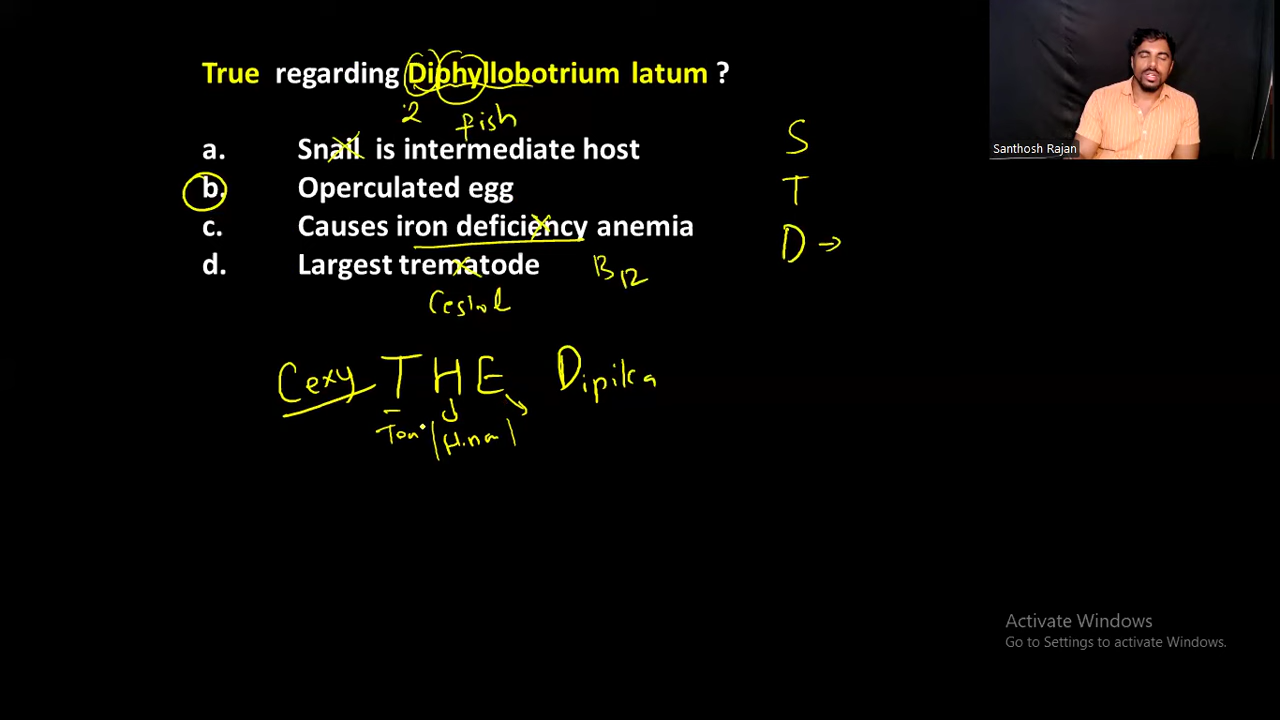 True regarding Diphyllobotrium latum ?
2 fish
a. Snail is intermediate host
b. Operculated egg
c. Causes iron deficiency anemia
d. Largest trematode
B12
S
T
D →
Cexy THE Dipika
Santhosh Rajan
Activate Windows
Go to Settings to activate Windows.